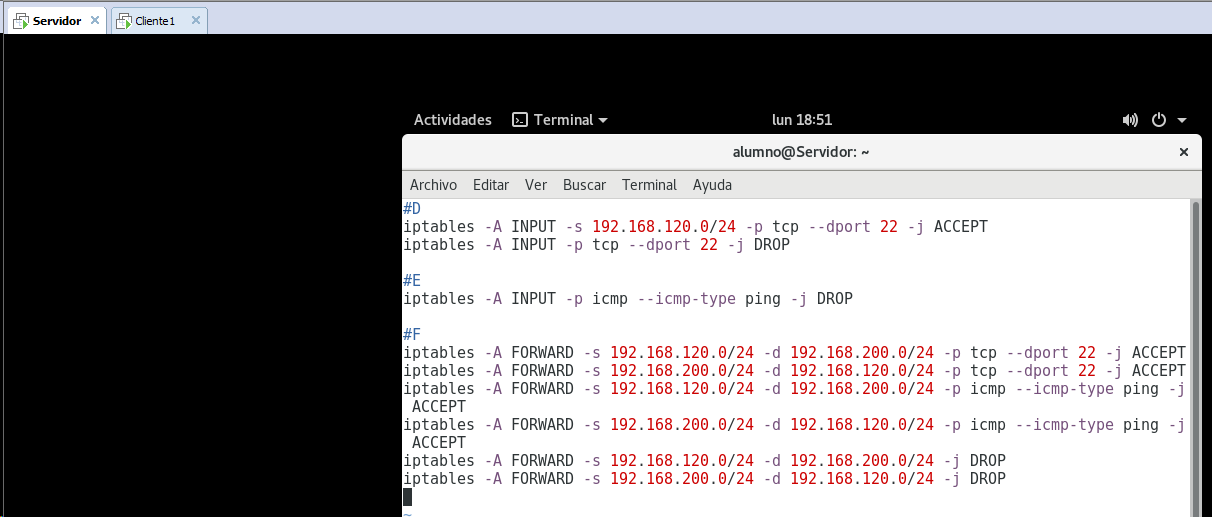 Servidor
Cliente1
Actividades Terminal lun 18:51
alumno@Servidor: ~
Archivo Editar Ver Buscar Terminal Ayuda
#D
iptables -A INPUT -s 192.168.120.0/24 -p tcp --dport 22 -j ACCEPT
iptables -A INPUT -p tcp --dport 22 -j DROP
#E
iptables -A INPUT -p icmp --icmp-type ping -j DROP
#F
iptables -A FORWARD -s 192.168.120.0/24 -d 192.168.200.0/24 -p tcp --dport 22 -j ACCEPT
iptables -A FORWARD -s 192.168.200.0/24 -d 192.168.120.0/24 -p tcp --dport 22 -j ACCEPT
iptables -A FORWARD -s 192.168.120.0/24 -d 192.168.200.0/24 -p icmp --icmp-type ping -j
ACCEPT
iptables -A FORWARD -s 192.168.200.0/24 -d 192.168.120.0/24 -p icmp --icmp-type ping -j
ACCEPT
iptables -A FORWARD -s 192.168.120.0/24 -d 192.168.200.0/24 -j DROP
iptables -A FORWARD -s 192.168.200.0/24 -d 192.168.120.0/24 -j DROP
~